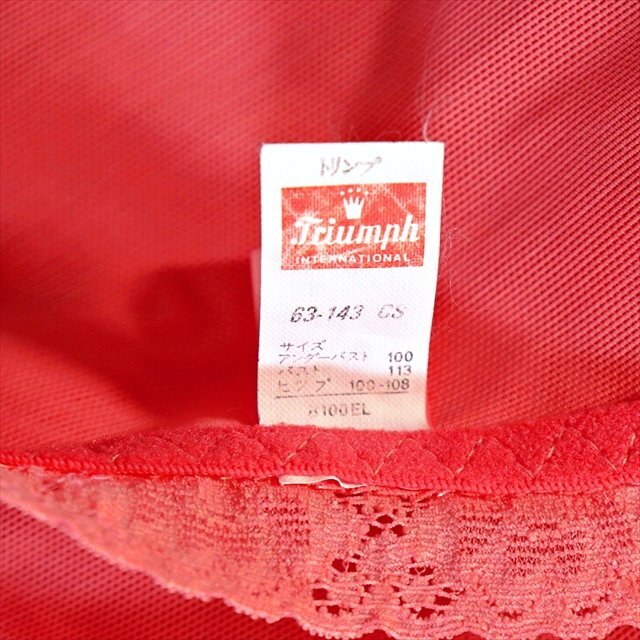 トリンプ
Triumph
INTERNATIONAL
63-143 CS
サイズ
アンダーバスト 100
バスト 113
ヒップ 100-108
B100EL